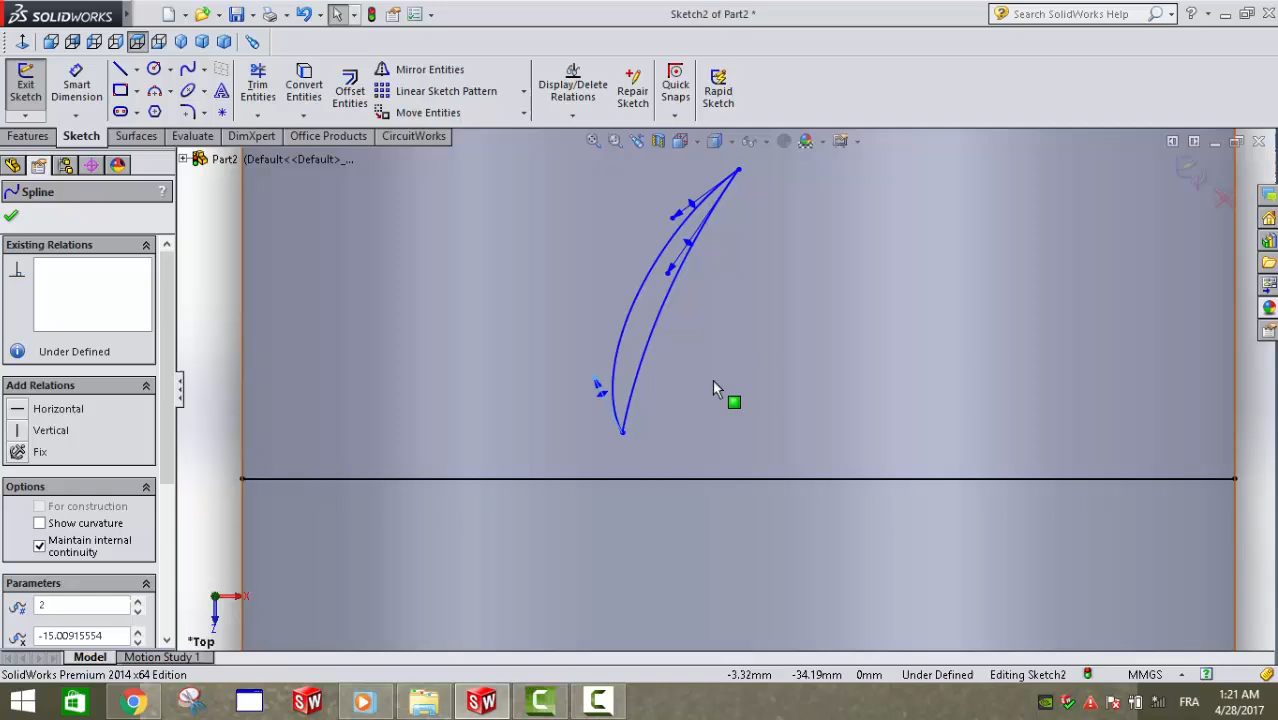 SOLIDWORKS
Sketch2 of Part2 *
Search SolidWorks Help
Exit Sketch
Smart Dimension
Trim Entities
Convert Entities
Offset Entities
Mirror Entities
Linear Sketch Pattern
Move Entities
Display/Delete Relations
Repair Sketch
Quick Snaps
Rapid Sketch
Features
Sketch
Surfaces
Evaluate
DimXpert
Office Products
CircuitWorks
Part2 (Default<<Default>_...
Spline
?
Existing Relations
Under Defined
Add Relations
Horizontal
Vertical
Fix
Options
For construction
Show curvature
Maintain internal
continuity
Parameters
2
-15.00915554
X
Z
*Top
Model
Motion Study 1
SolidWorks Premium 2014 x64 Edition
-3.32mm
-34.19mm
0mm
Under Defined
Editing Sketch2
MMGS
FR
1:21 AM
4/28/2017